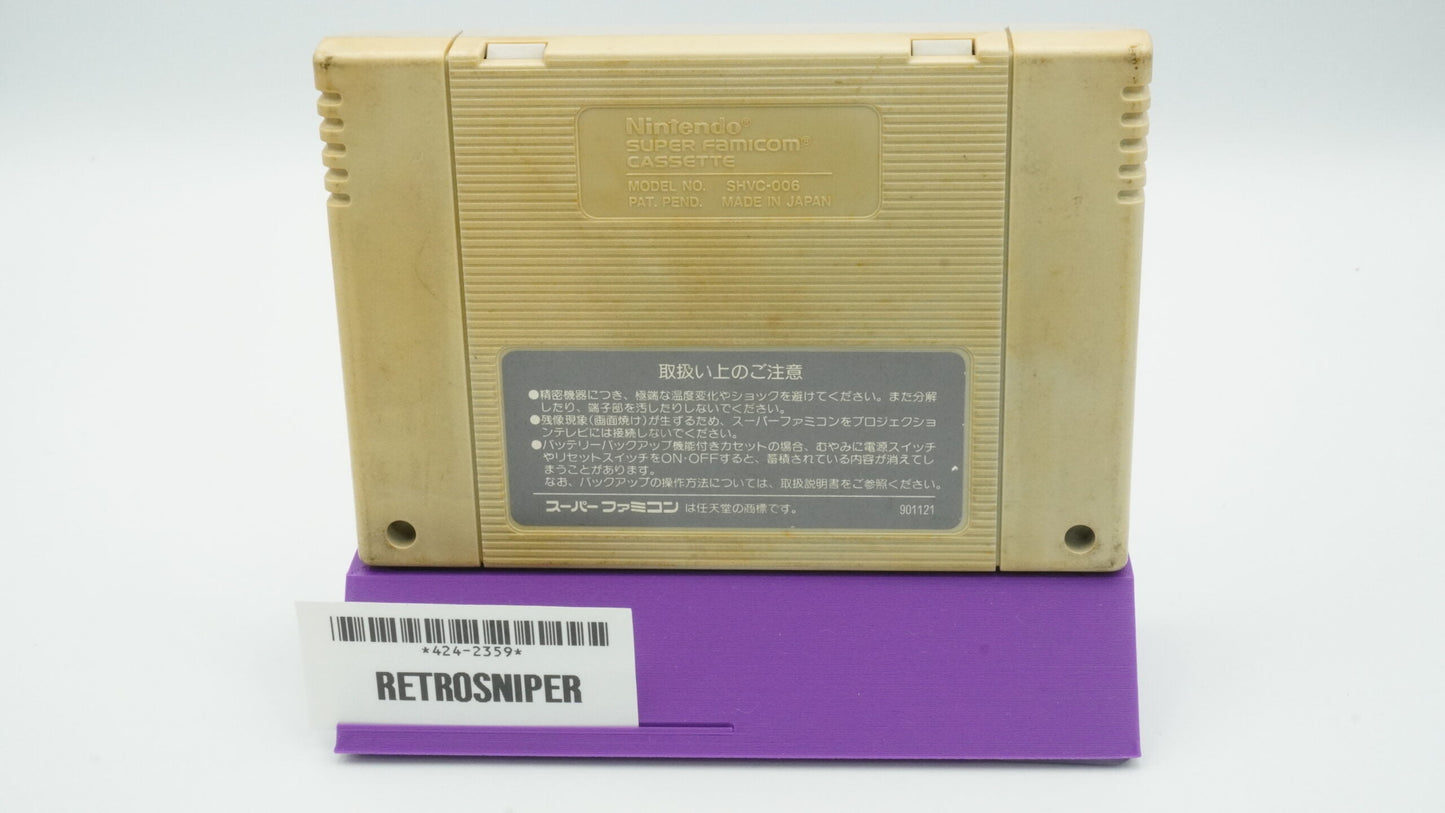 Nintendo®
SUPER FAMICOM®
CASSETTE
MODEL NO. SHVC-006
PAT. PEND. MADE IN JAPAN
取扱い上のご注意
●精密機器につき、極端な温度変化やショックを避けてください。また分解
したり、端子部を汚したりしないでください。
●残像現象(画面焼け)が生ずるため、スーパーファミコンをプロジェクショ
ンテレビには接続しないでください。
●バッテリーバックアップ機能付きカセットの場合、むやみに電源スイッチ
やリセットスイッチをON・OFFすると、蓄積されている内容が消えてし
まうことがあります。
なお、バックアップの操作方法については、取扱説明書をご参照ください。
スーパーファミコン は任天堂の商標です。 901121
*424-2359*
RETROSNIPER